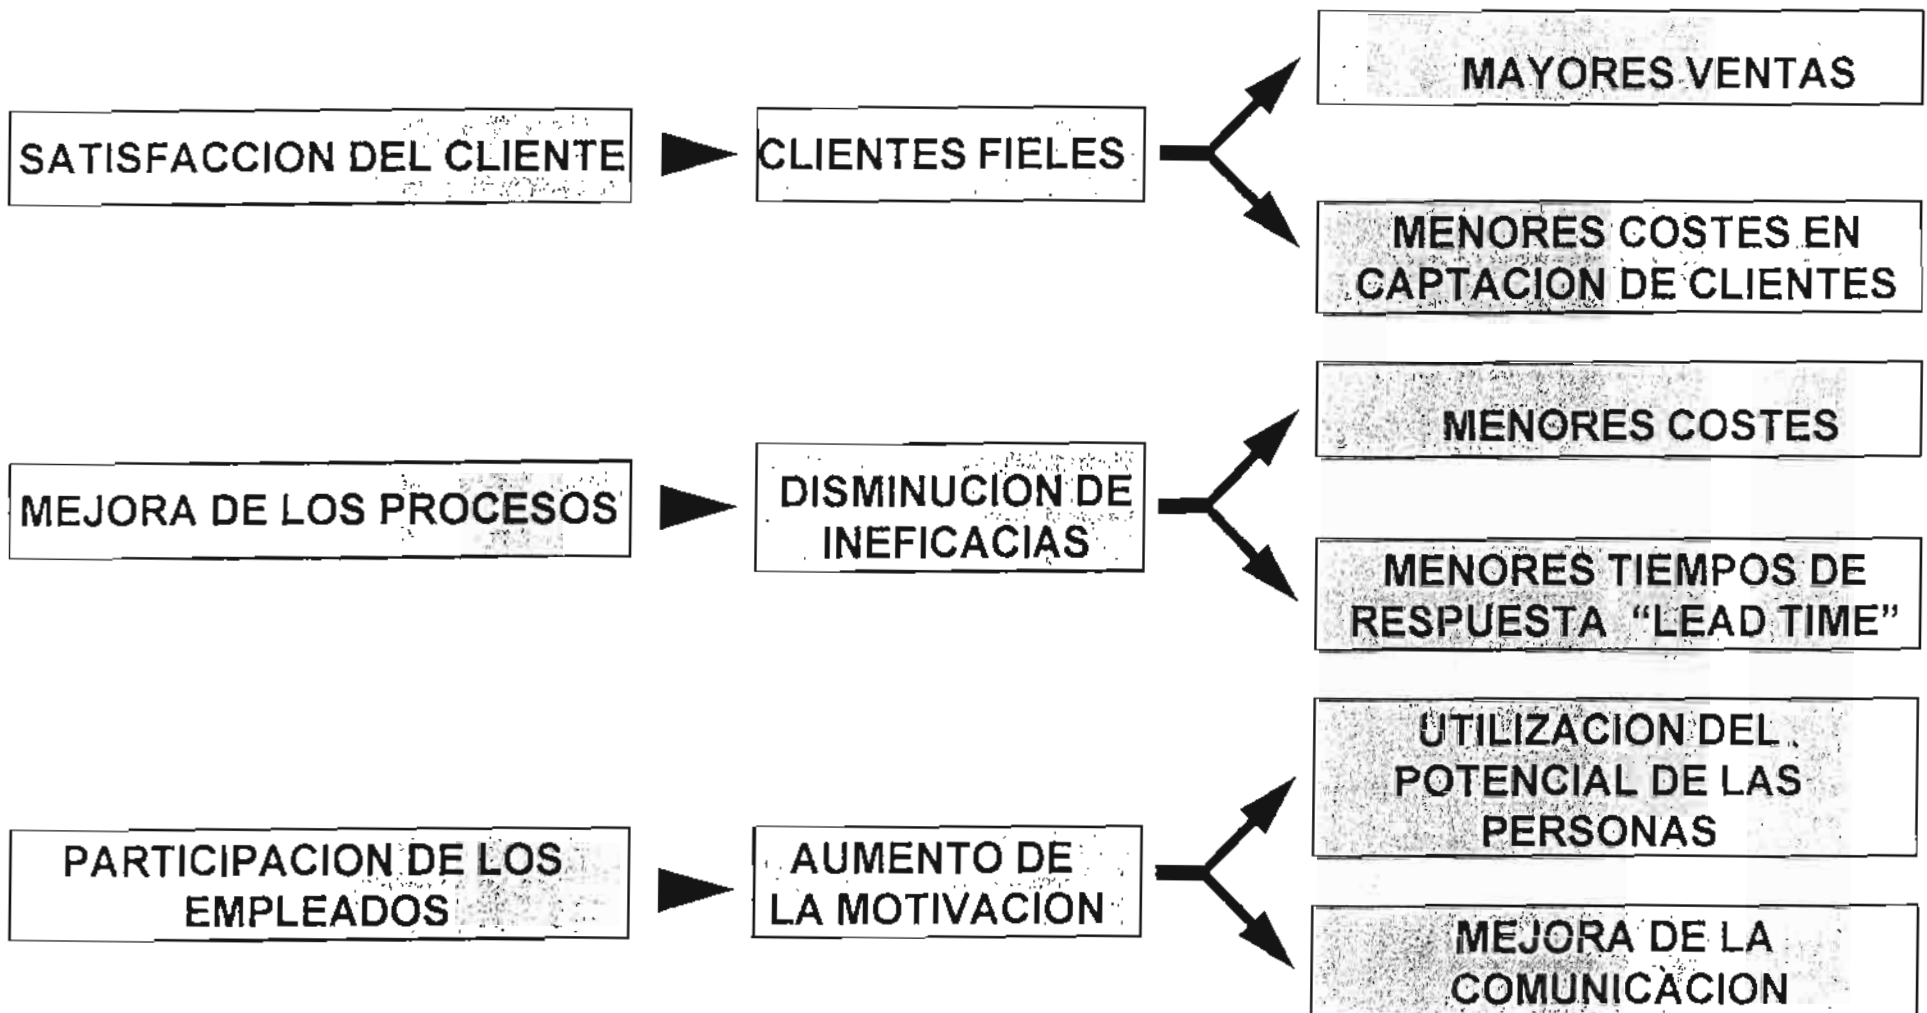 SATISFACCION DEL CLIENTE
CLIENTES FIELES
MAYORES VENTAS
MENORES COSTES EN
CAPTACION DE CLIENTES
MEJORA DE LOS PROCESOS
DISMINUCION DE
INEFICACIAS
MENORES COSTES
MENORES TIEMPOS DE
RESPUESTA "LEAD TIME"
PARTICIPACION DE LOS
EMPLEADOS
AUMENTO DE
LA MOTIVACION
UTILIZACION DEL
POTENCIAL DE LAS
PERSONAS
MEJORA DE LA
COMUNICACION